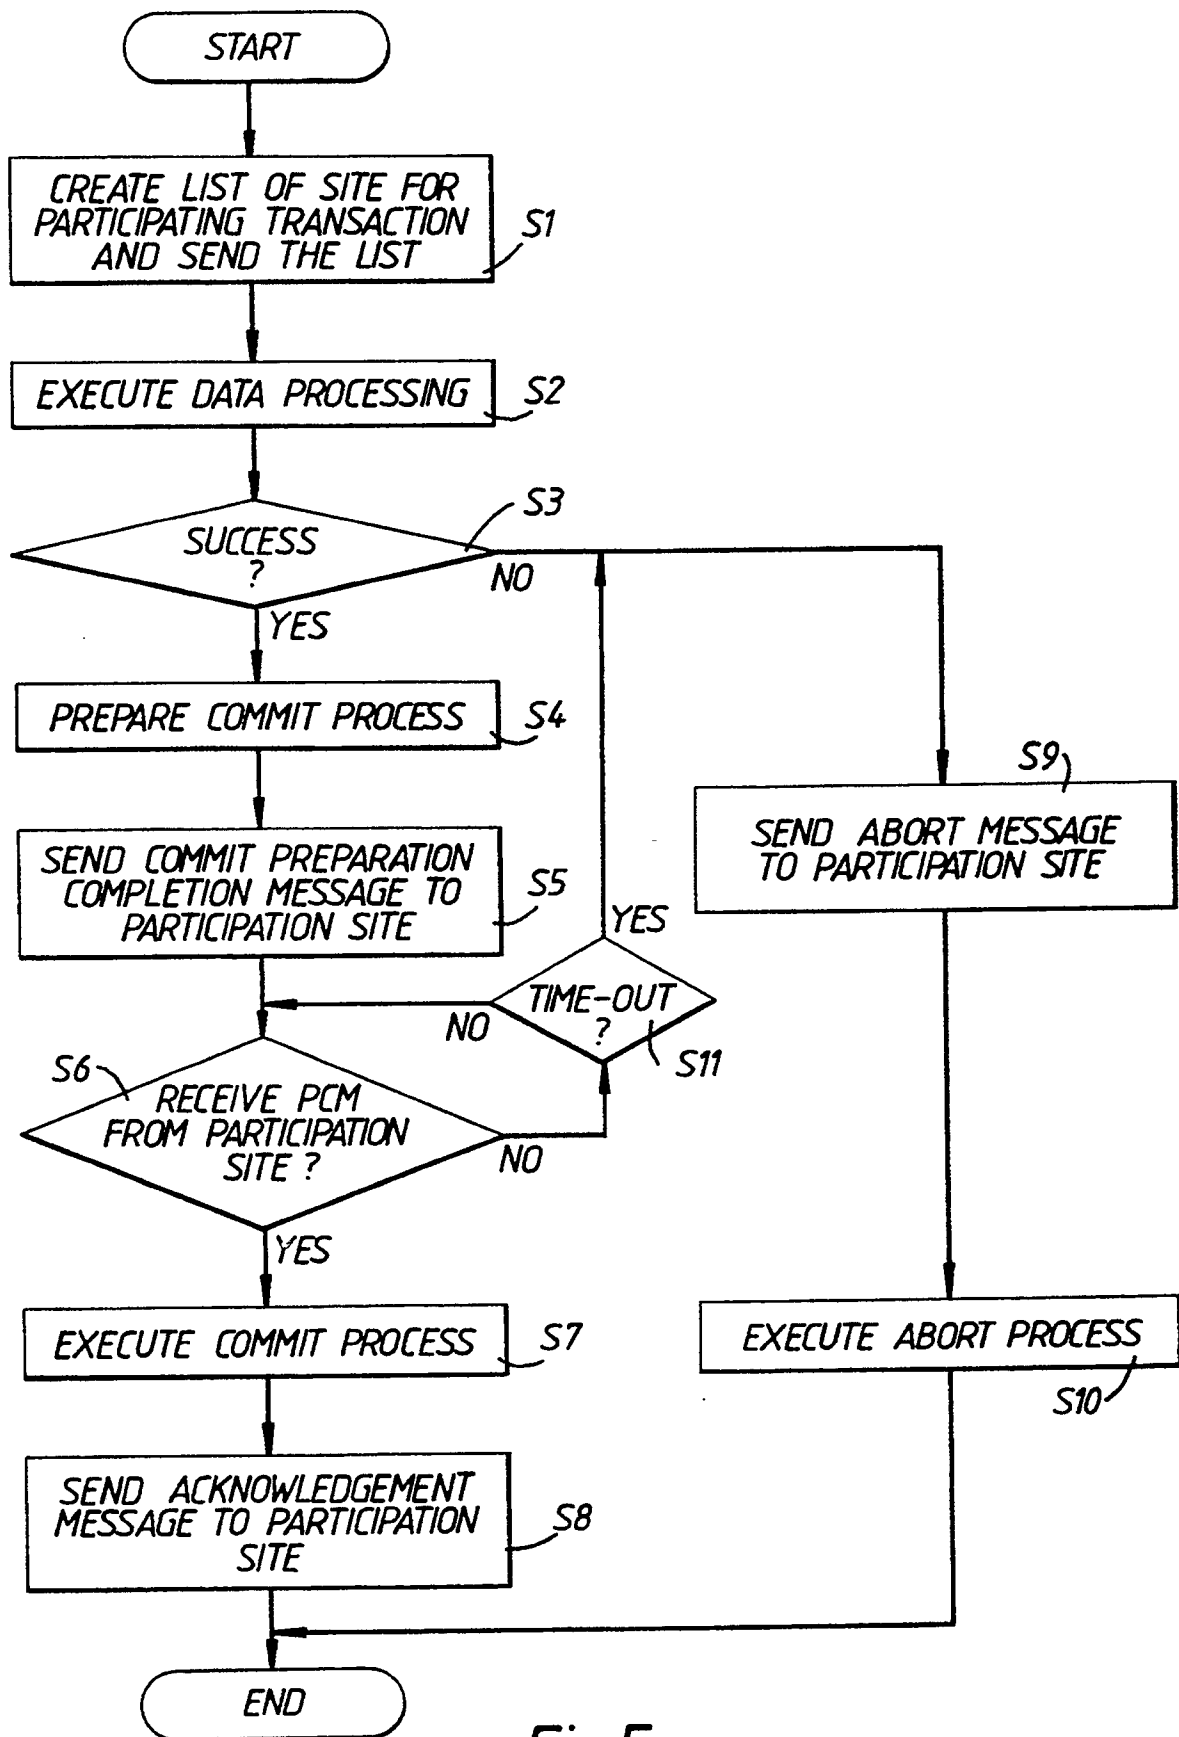 START
CREATE LIST OF SITE FOR
PARTICIPATING TRANSACTION
AND SEND THE LIST
S1
EXECUTE DATA PROCESSING
S2
SUCCESS
?
S3
NO
YES
PREPARE COMMIT PROCESS
S4
S9
SEND ABORT MESSAGE
TO PARTICIPATION SITE
SEND COMMIT PREPARATION
COMPLETION MESSAGE TO
PARTICIPATION SITE
S5
YES
TIME-OUT
?
NO
S11
S6
RECEIVE PCM
FROM PARTICIPATION
SITE ?
NO
YES
EXECUTE COMMIT PROCESS
S7
EXECUTE ABORT PROCESS
S10
SEND ACKNOWLEDGEMENT
MESSAGE TO PARTICIPATION
SITE
S8
END